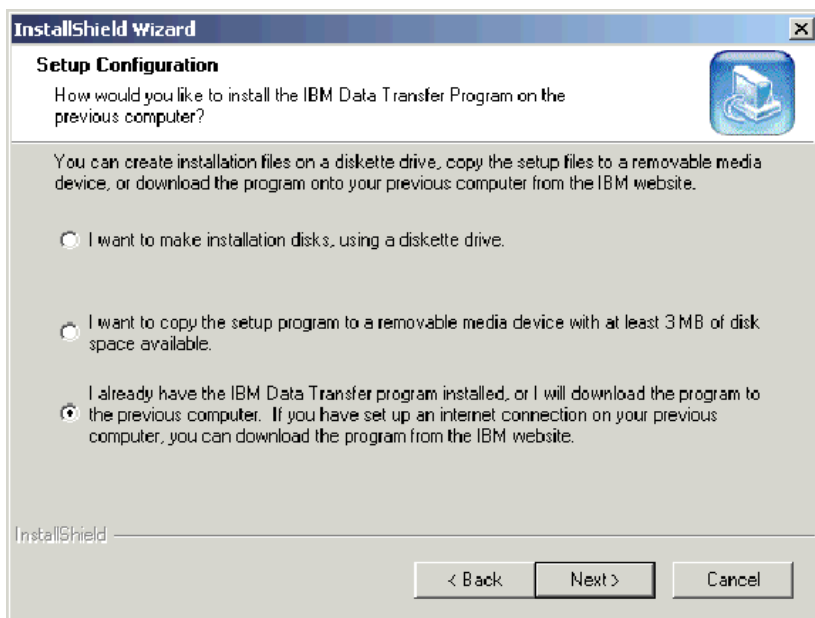 InstallShield Wizard
Setup Configuration
How would you like to install the IBM Data Transfer Program on the
previous computer?
You can create installation files on a diskette drive, copy the setup files to a removable media
device, or download the program onto your previous computer from the IBM website.
I want to make installation disks, using a diskette drive.
I want to copy the setup program to a removable media device with at least 3 MB of disk
space available.
I already have the IBM Data Transfer program installed, or I will download the program to
the previous computer. If you have set up an internet connection on your previous
computer, you can download the program from the IBM website.
InstallShield
< Back Next > Cancel